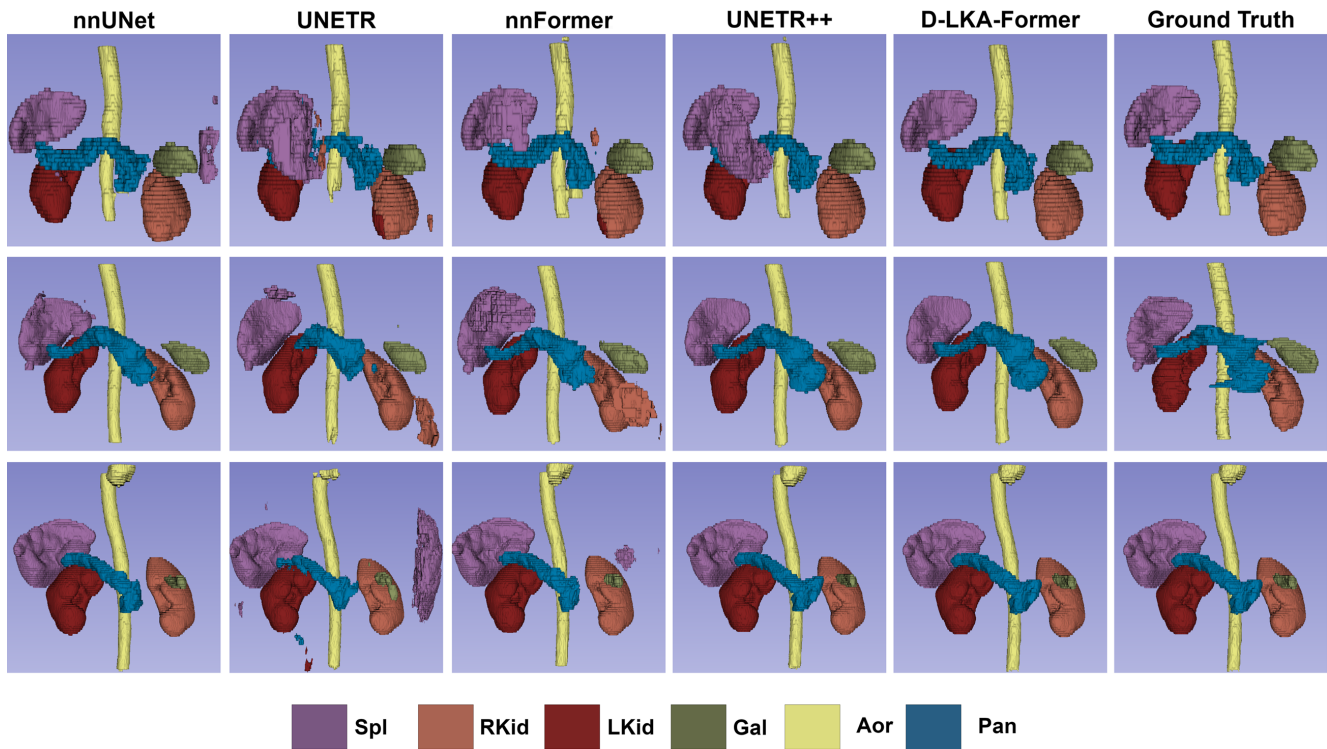 nnUNet UNETR nnFormer UNETR++ D-LKA-Former Ground Truth
Spl RKid LKid Gal Aor Pan